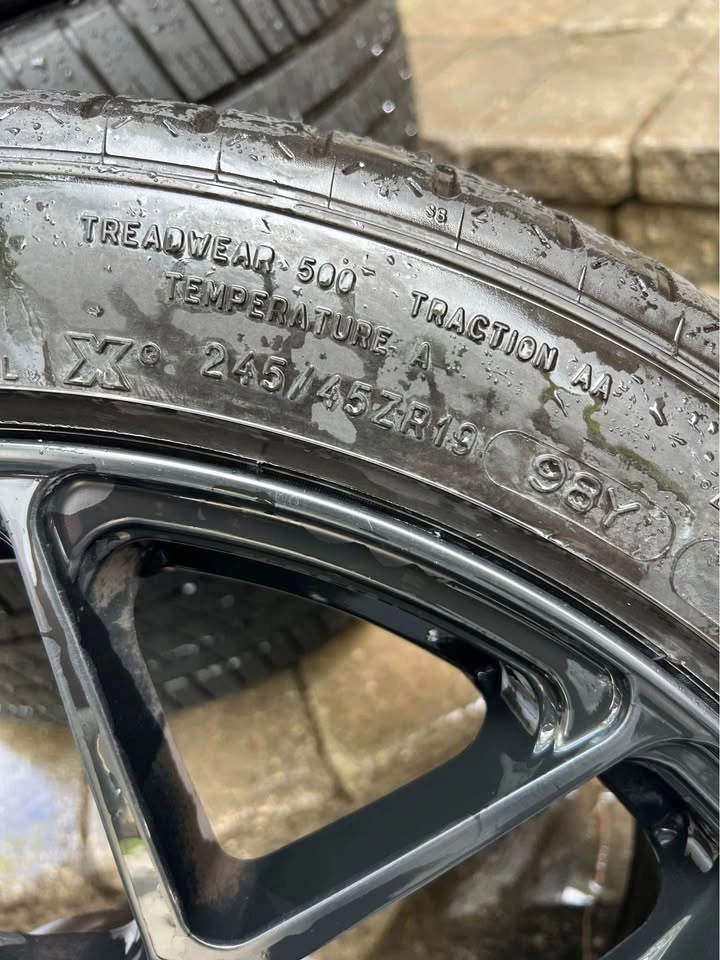 TREADWEAR 500 TRACTION AA
TEMPERATURE A
L X® 245/45ZR19 98Y